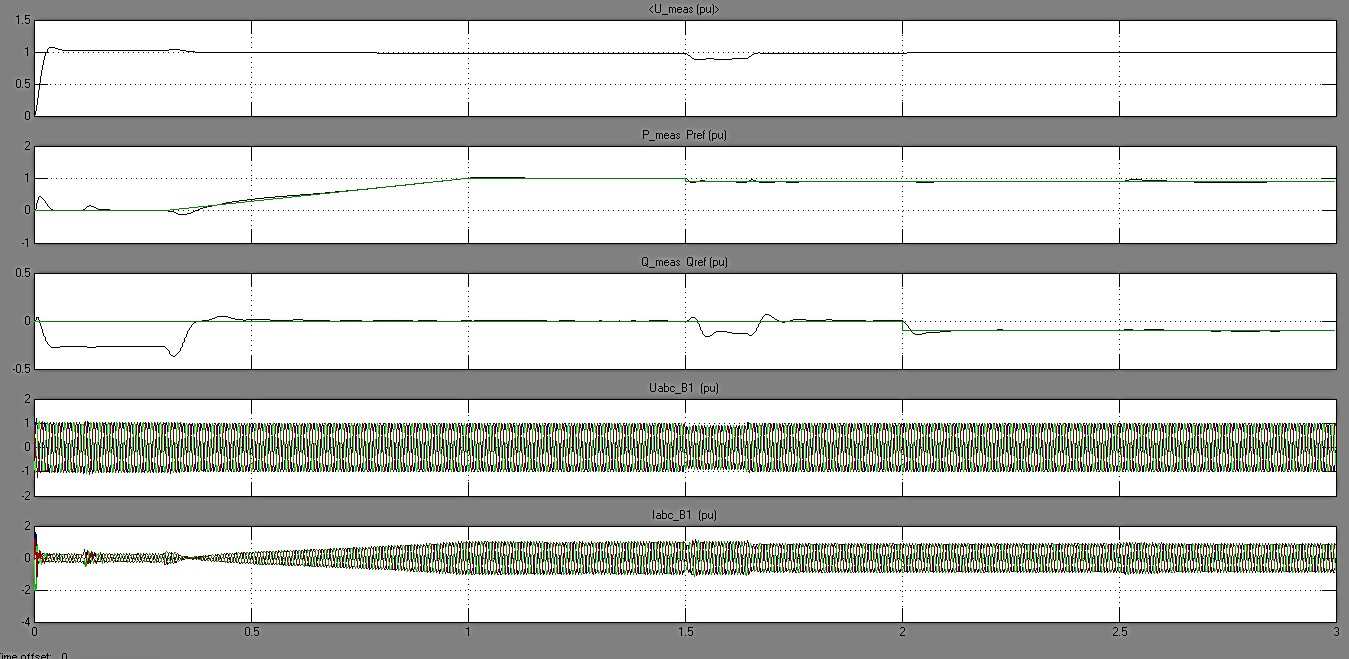 <U_meas (pu)>
1.5
1
0.5
0
P_meas Pref (pu)
2
1
0
-1
Q_meas Qref (pu)
0.5
0
-0.5
Uabc_B1 (pu)
2
1
0
-1
-2
Iabc_B1 (pu)
2
0
-2
-4
0 0.5 1 1.5 2 2.5 3
Time offset: 0